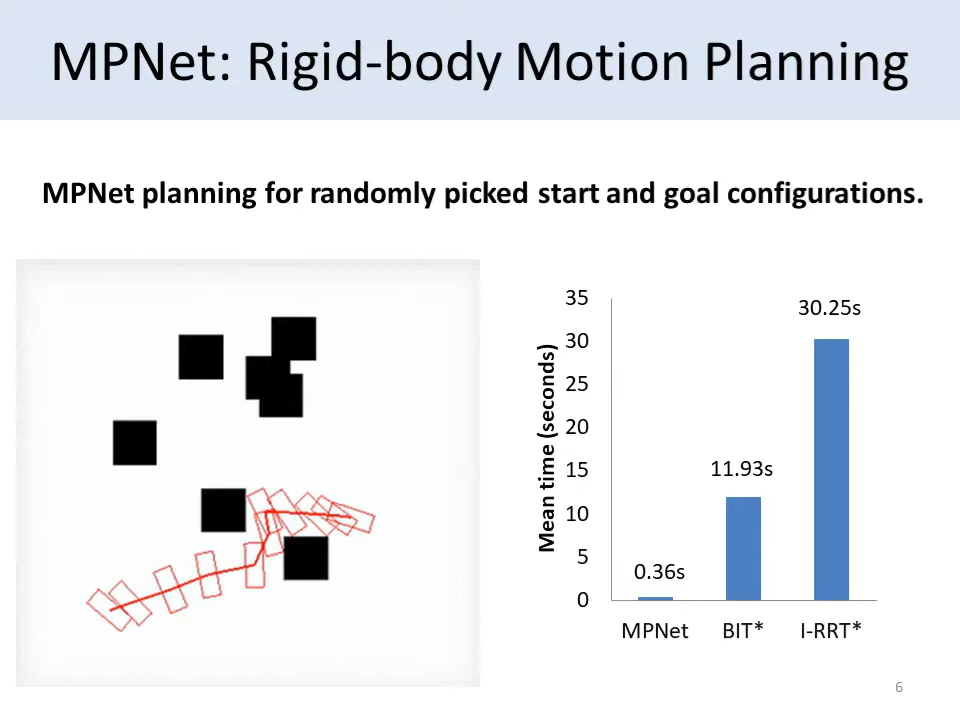 MPNet: Rigid-body Motion Planning
MPNet planning for randomly picked start and goal configurations.
Mean time (seconds)
35
30
25
20
15
10
5
0
0.36s
11.93s
30.25s
MPNet
BIT*
I-RRT*
6